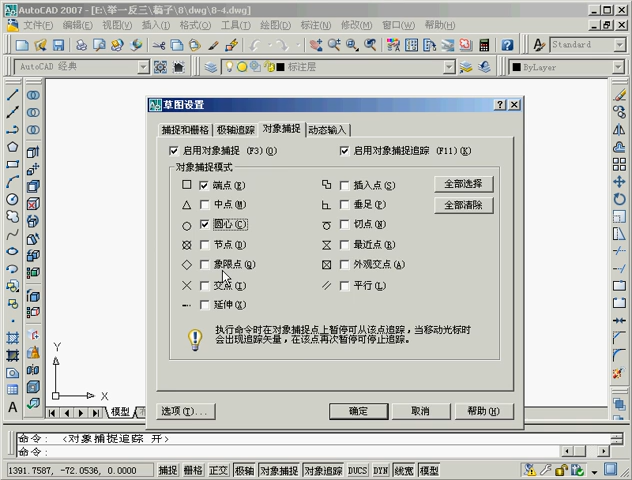 AutoCAD 2007 - [E:\举一反三\稿子\8\dwg\8-4.dwg]
文件(F) 编辑(E) 视图(V) 插入(I) 格式(O) 工具(T) 绘图(D) 标注(N) 修改(M) 窗口(W) 帮助(H)
Standard
AutoCAD 经典 标注层 ByLayer
草图设置
捕捉和栅格 极轴追踪 对象捕捉 动态输入
启用对象捕捉 (F3)(O) 启用对象捕捉追踪 (F11)(K)
对象捕捉模式
端点(E) 插入点(S) 全部选择
中点(M) 垂足(P) 全部清除
圆心(C) 切点(N)
节点(D) 最近点(R)
象限点(Q) 外观交点(A)
交点(I) 平行(L)
延伸(X)
执行命令时在对象捕捉点上暂停可从该点追踪，当移动光标时
会出现追踪矢量，在该点再次暂停可停止追踪。
Y
X
选项(T)... 确定 取消 帮助(H)
模型
命令: <对象捕捉追踪 开>
命令:
1391.7587, -72.0536, 0.0000 捕捉 栅格 正交 极轴 对象捕捉 对象追踪 DUCS DYN 线宽 模型